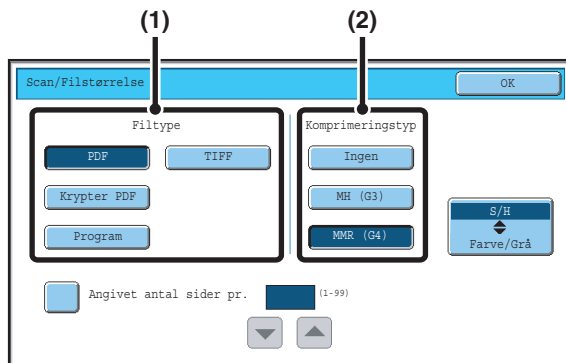 (1) (2)
Scan/Filstørrelse OK
Filtype Komprimeringstyp
PDF TIFF Ingen
Krypter PDF MH (G3)
S/H
Program MMR (G4)
Farve/Grå
Angivet antal sider pr. (1-99)